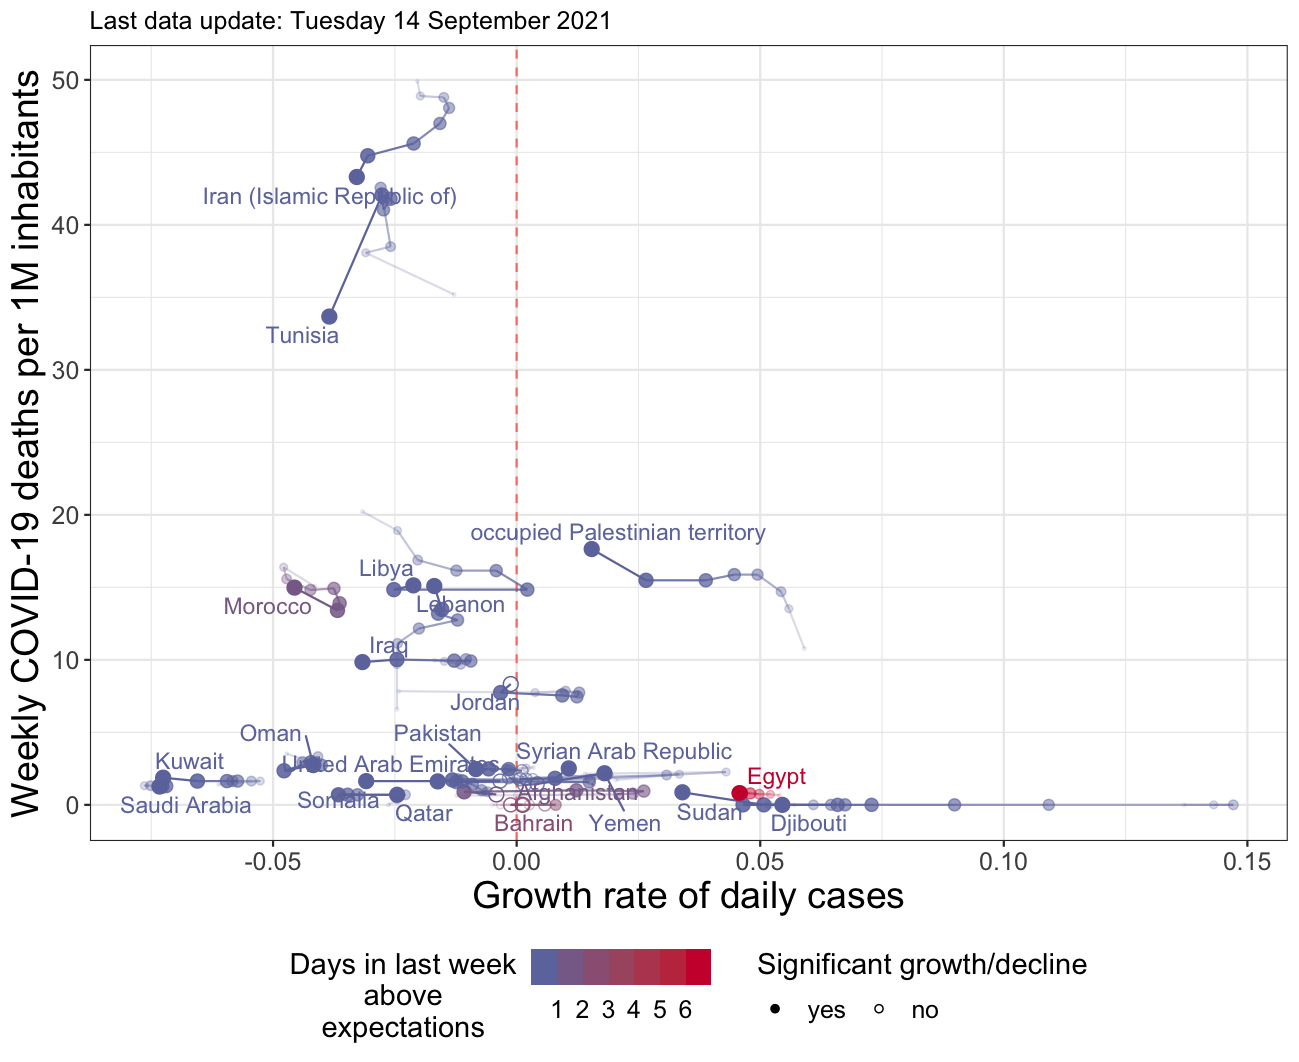 Last data update: Tuesday 14 September 2021
Weekly COVID-19 deaths per 1M inhabitants
50
40
30
20
10
0
Iran (Islamic Republic of)
Tunisia
occupied Palestinian territory
Libya
Lebanon
Morocco
Iraq
Jordan
Oman
Pakistan
Syrian Arab Republic
Kuwait
United Arab Emirates
Egypt
Saudi Arabia
Somalia
Afghanistan
Qatar
Sudan
Bahrain
Yemen
Djibouti
-0.05
0.00
0.05
0.10
0.15
Growth rate of daily cases
Days in last week
above
expectations
1 2 3 4 5 6
Significant growth/decline
yes
no